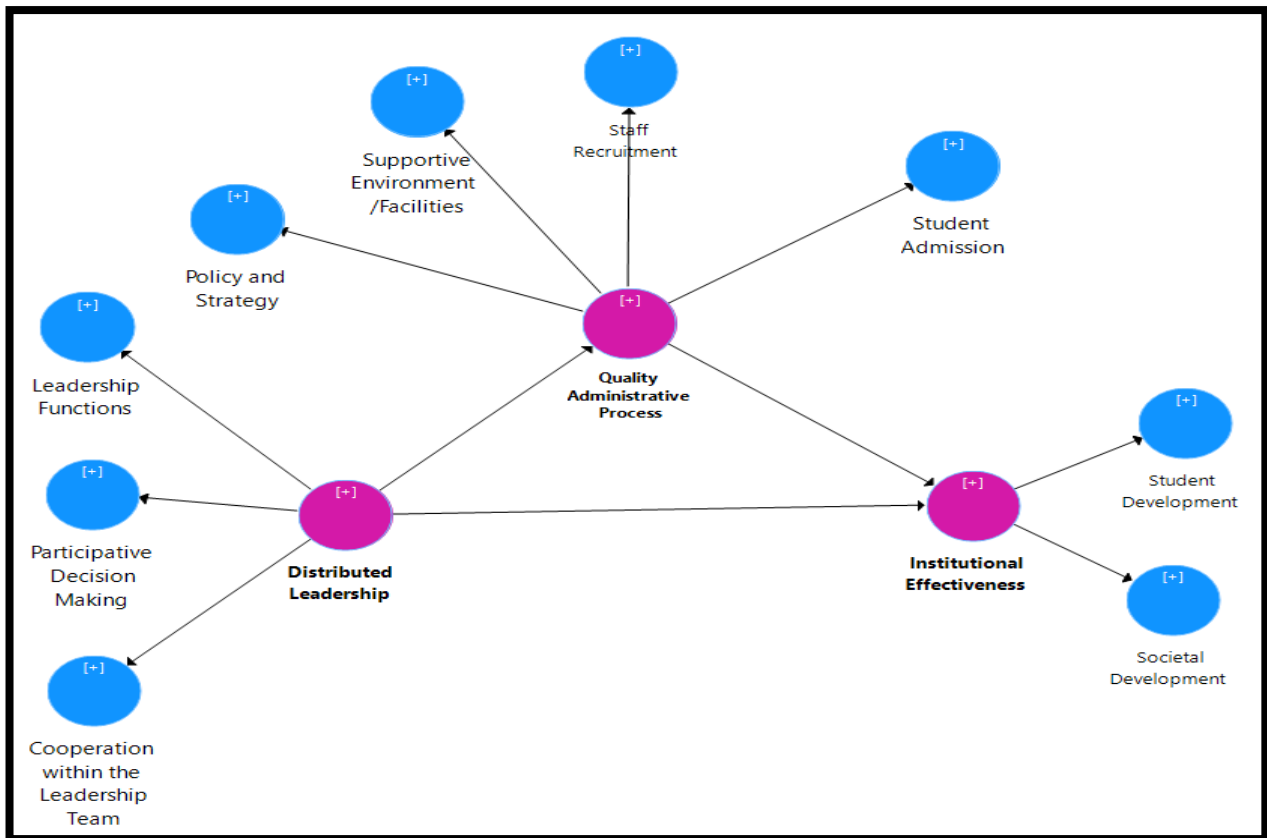 [+]
Staff
Recruitment
[+]
Supportive
Environment
/Facilities
[+]
Student
Admission
[+]
Policy and
Strategy
[+]
Leadership
Functions
[+]
Quality
Administrative
Process
[+]
Student
Development
[+]
Participative
Decision
Making
[+]
Distributed
Leadership
[+]
Institutional
Effectiveness
[+]
Societal
Development
[+]
Cooperation
within the
Leadership
Team